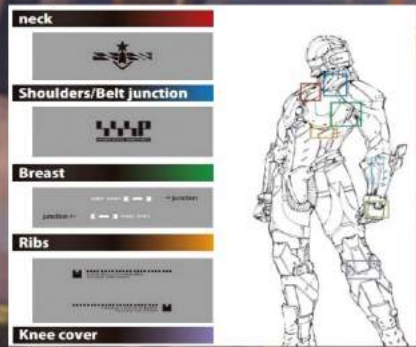 neck
Shoulders/Belt junction
Breast
junction
junction
Ribs
Knee cover